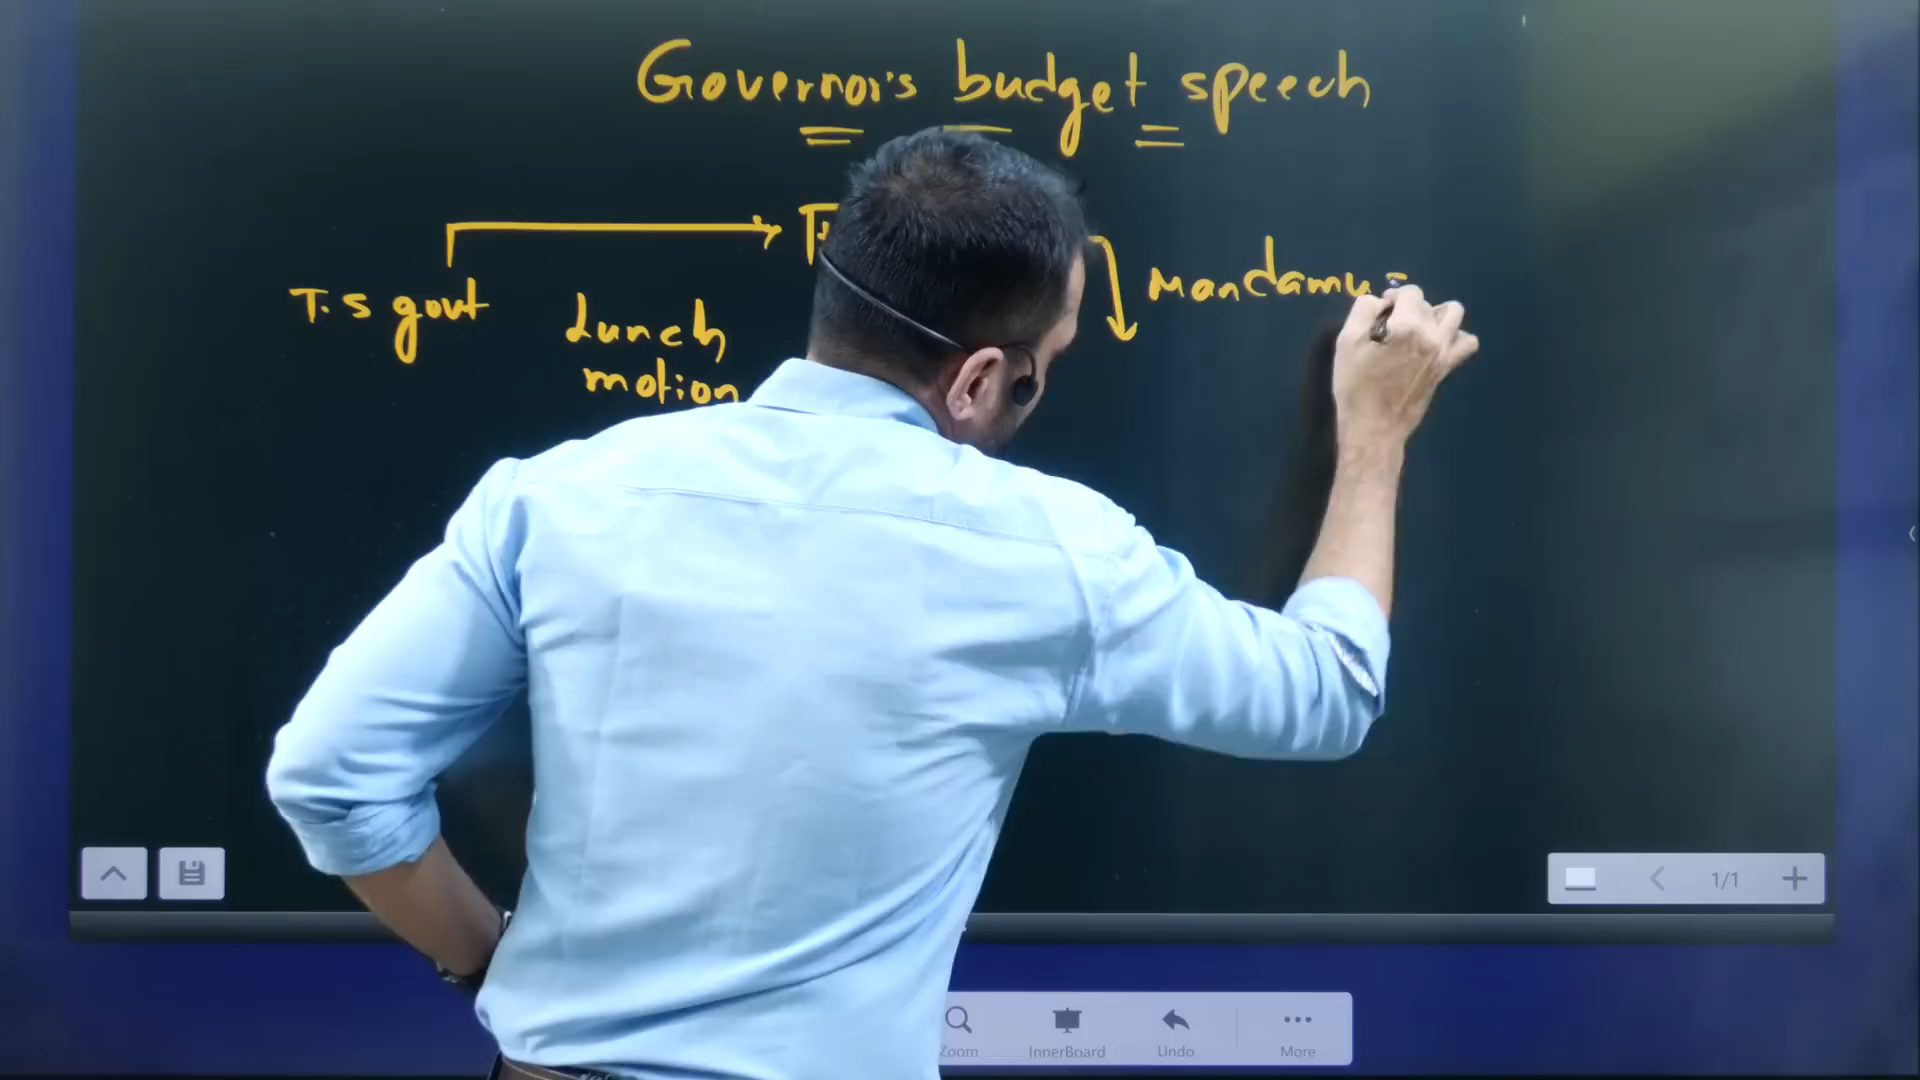 Governor's budget speech
T.S govt
Lunch
motion
Mandamus
1/1
Zoom
InnerBoard
Undo
More